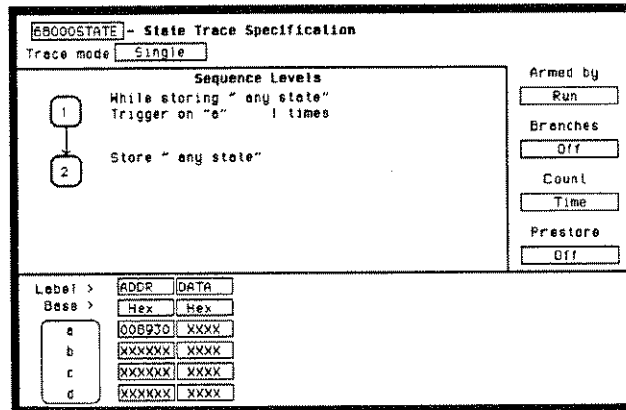 68000STATE - State Trace Specification
Trace mode Single
Sequence Levels
While storing " any state"
Trigger on "a" 1 times
1
Store " any state"
2
Armed by
Run
Branches
Off
Count
Time
Prestore
Off
Label > ADDR DATA
Base > Hex Hex
a 008930 XXXX
b XXXXXX XXXX
c XXXXXX XXXX
d XXXXXX XXXX